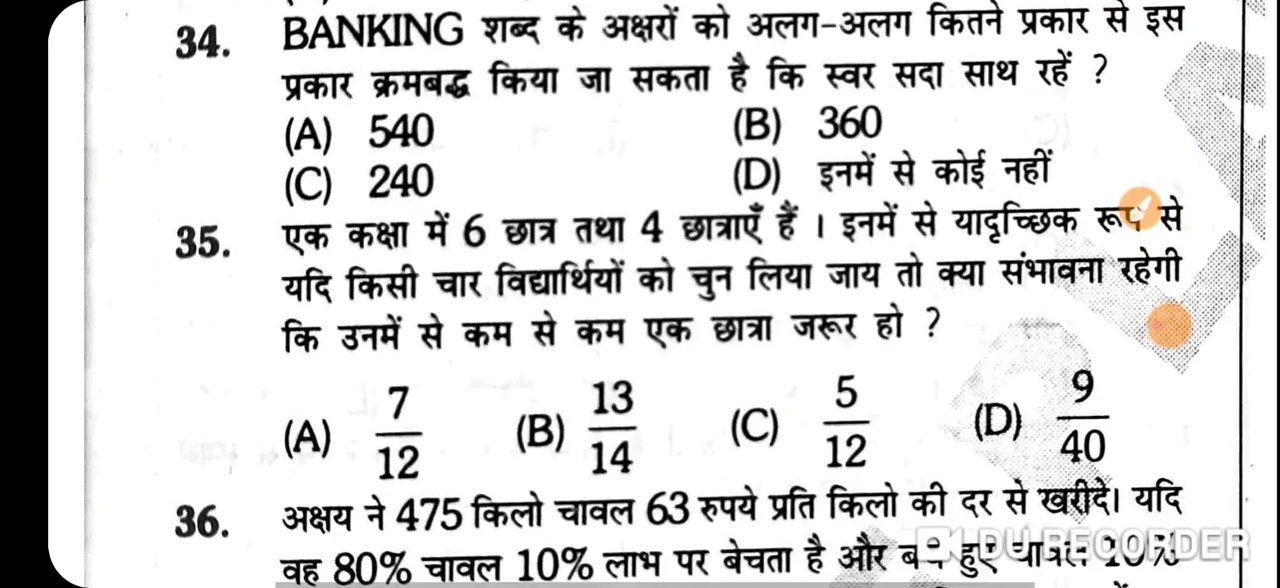 34. BANKING शब्द के अक्षरों को अलग-अलग कितने प्रकार से इस
प्रकार क्रमबद्ध किया जा सकता है कि स्वर सदा साथ रहें ?
(A) 540 (B) 360
(C) 240 (D) इनमें से कोई नहीं
35. एक कक्षा में 6 छात्र तथा 4 छात्राएँ हैं । इनमें से यादृच्छिक रूप से
यदि किसी चार विद्यार्थियों को चुन लिया जाय तो क्या संभावना रहेगी
कि उनमें से कम से कम एक छात्रा जरूर हो ?
(A) 7/12 (B) 13/14 (C) 5/12 (D) 9/40
36. अक्षय ने 475 किलो चावल 63 रुपये प्रति किलो की दर से खरीदे। यदि
वह 80% चावल 10% लाभ पर बेचता है और हुए 10%
DU RECORDER